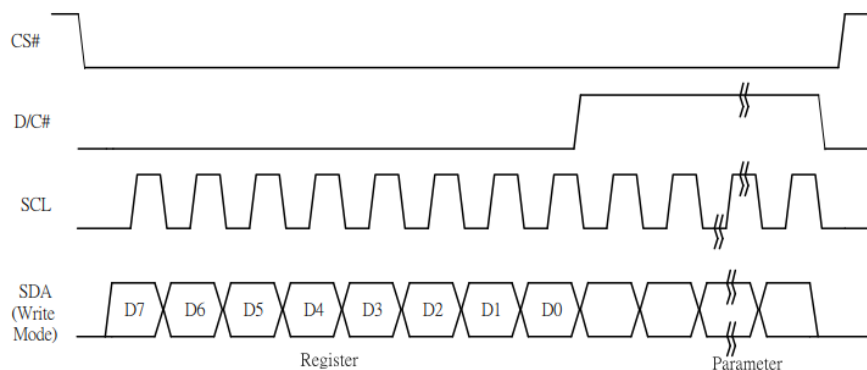 CS#
D/C#
SCL
SDA
(Write
Mode)
D7 D6 D5 D4 D3 D2 D1 D0
Register Parameter